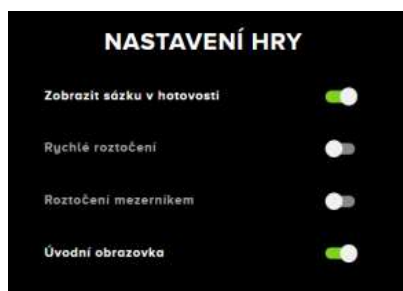 NASTAVENÍ HRY
Zobrazit sázku v hotovosti
Rychlé roztočení
Roztočení mezerníkem
Úvodní obrazovka